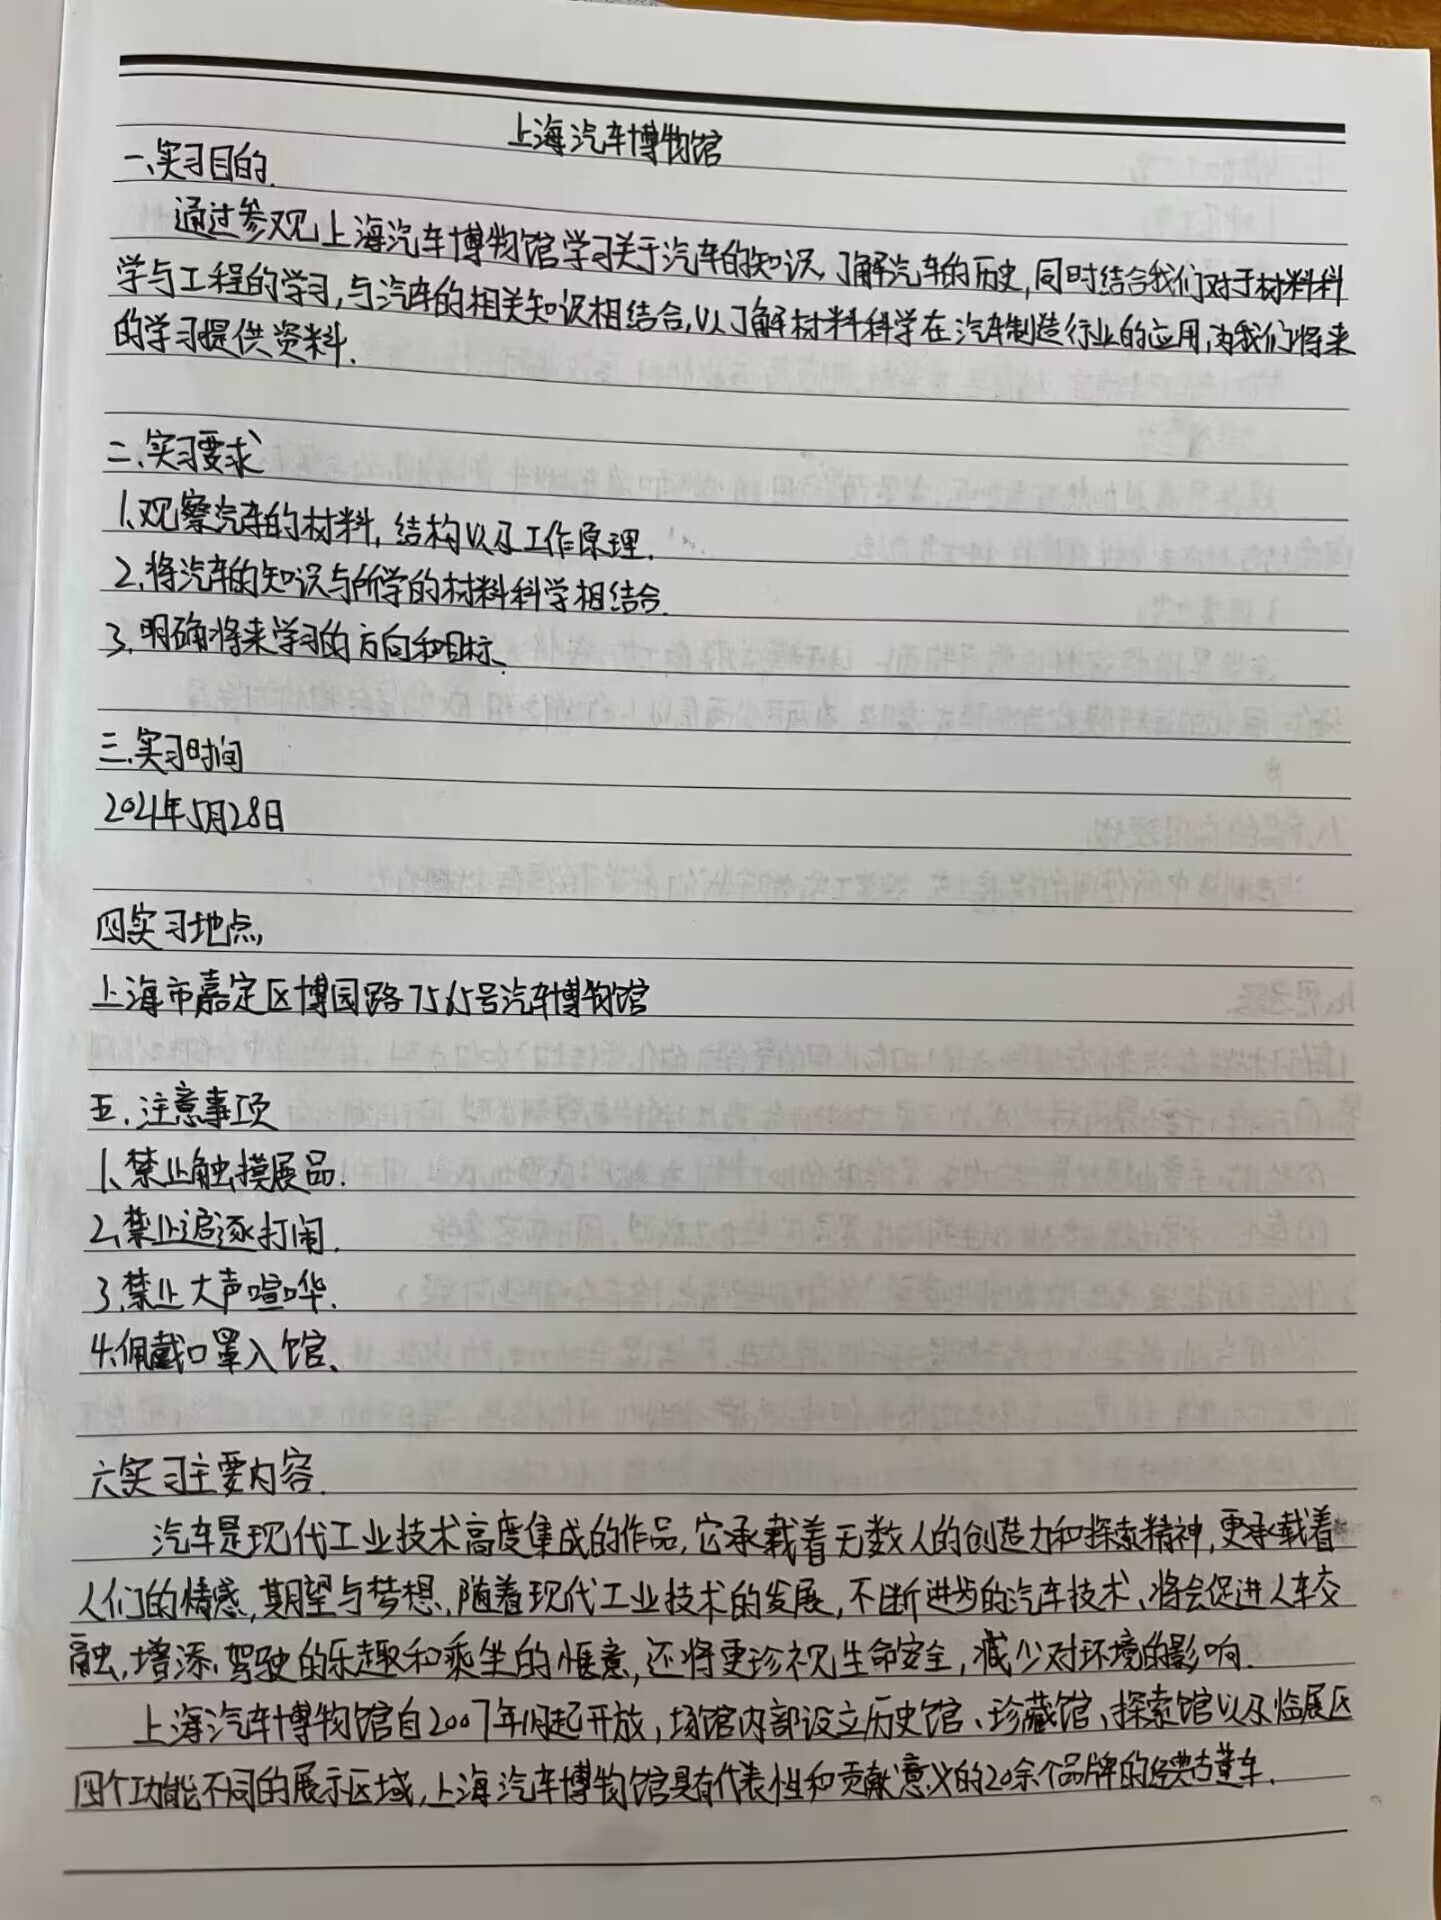 上海汽车博物馆
一、实习目的.
通过参观上海汽车博物馆学习关于汽车的知识,了解汽车的历史,同时结合我们对于材料科
学与工程的学习,与汽车的相关知识相结合,以了解材料科学在汽车制造行业的应用,为我们将来
的学习提供资料.
二.实习要求
1.观察汽车的材料,结构以及工作原理.
2.将汽车的知识与所学的材料科学相结合.
3.明确将来学习的方向和目标.
三.实习时间
2021年5月28日
四实习地点,
上海市嘉定区博园路7565号汽车博物馆
五.注意事项
1.禁止触摸展品.
2.禁止追逐打闹.
3.禁止大声喧哗.
4.佩戴口罩入馆.
六实习主要内容.
汽车是现代工业技术高度集成的作品,它承载着无数人的创造力和探索精神,更承载着
人们的情感,期望与梦想,随着现代工业技术的发展,不断进步的汽车技术、将会促进人车交
融,增添驾驶的乐趣和乘坐的惬意,还将更珍视生命安全,减少对环境的影响.
上海汽车博物馆自2007年1月起开放,场馆内部设立历史馆、珍藏馆、探索馆以及临展区
四个功能不同的展示区域,上海汽车博物馆具有代表性和贡献意义的20余个品牌的经典古董车.